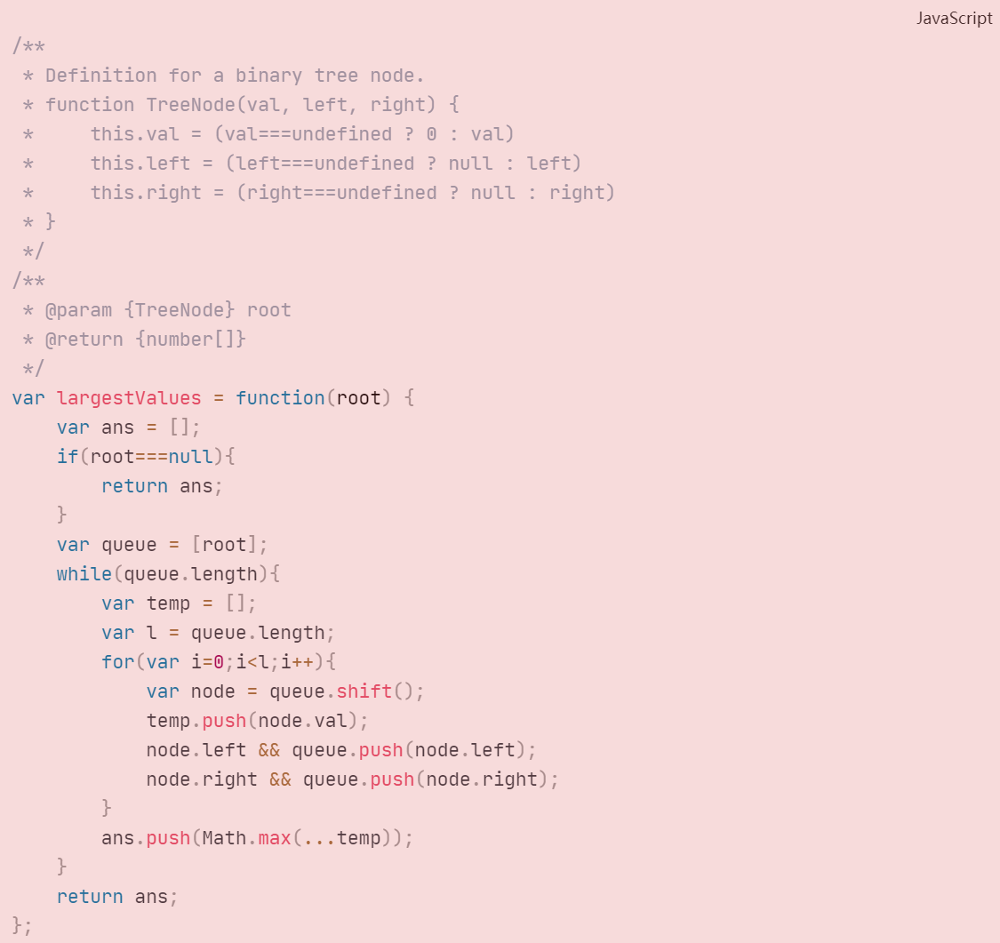 JavaScript
/**
 * Definition for a binary tree node.
 * function TreeNode(val, left, right) {
 *     this.val = (val===undefined ? 0 : val)
 *     this.left = (left===undefined ? null : left)
 *     this.right = (right===undefined ? null : right)
 * }
 */
/**
 * @param {TreeNode} root
 * @return {number[]}
 */
var largestValues = function(root) {
    var ans = [];
    if(root===null){
        return ans;
    }
    var queue = [root];
    while(queue.length){
        var temp = [];
        var l = queue.length;
        for(var i=0;i<l;i++){
            var node = queue.shift();
            temp.push(node.val);
            node.left && queue.push(node.left);
            node.right && queue.push(node.right);
        }
        ans.push(Math.max(...temp));
    }
    return ans;
};